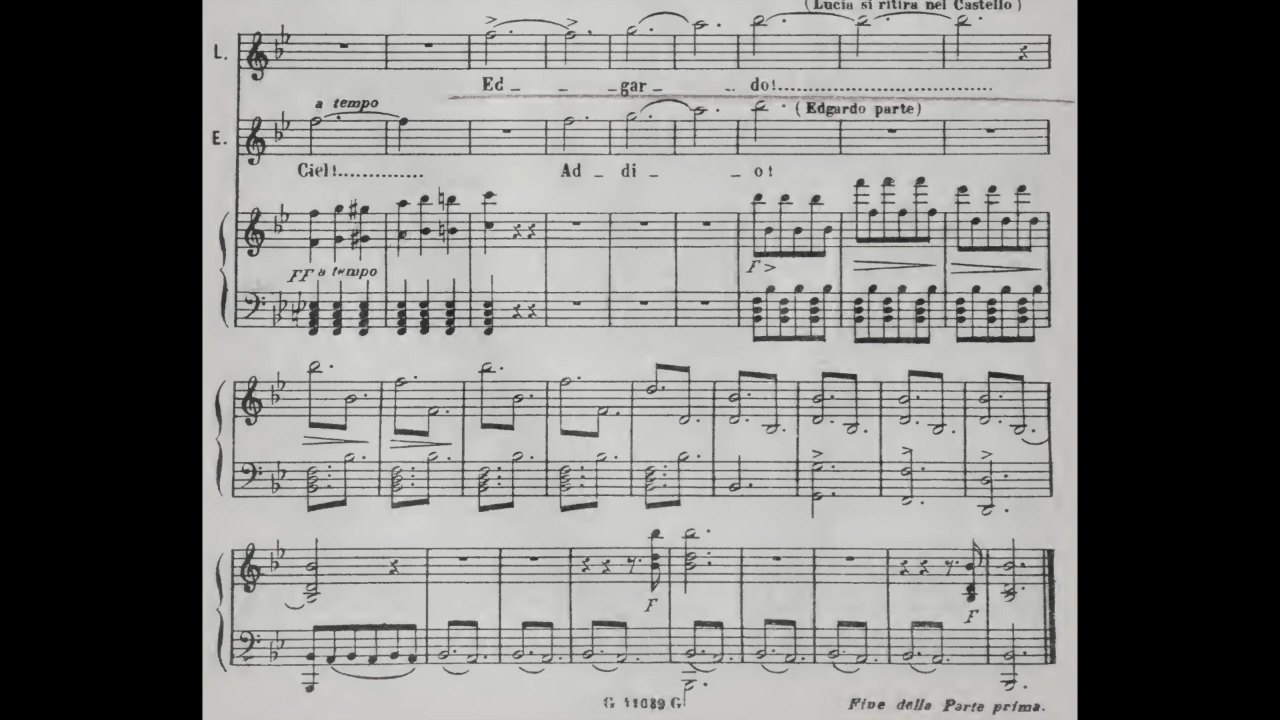 (Lucia si ritira nel Castello)
L.
Ed - - - gar - - do!
a tempo
(Edgardo parte)
E.
Ciel! Ad - di - - o!
FF a tempo
F >
F
F
G 41089 G
Fine della Parte prima.